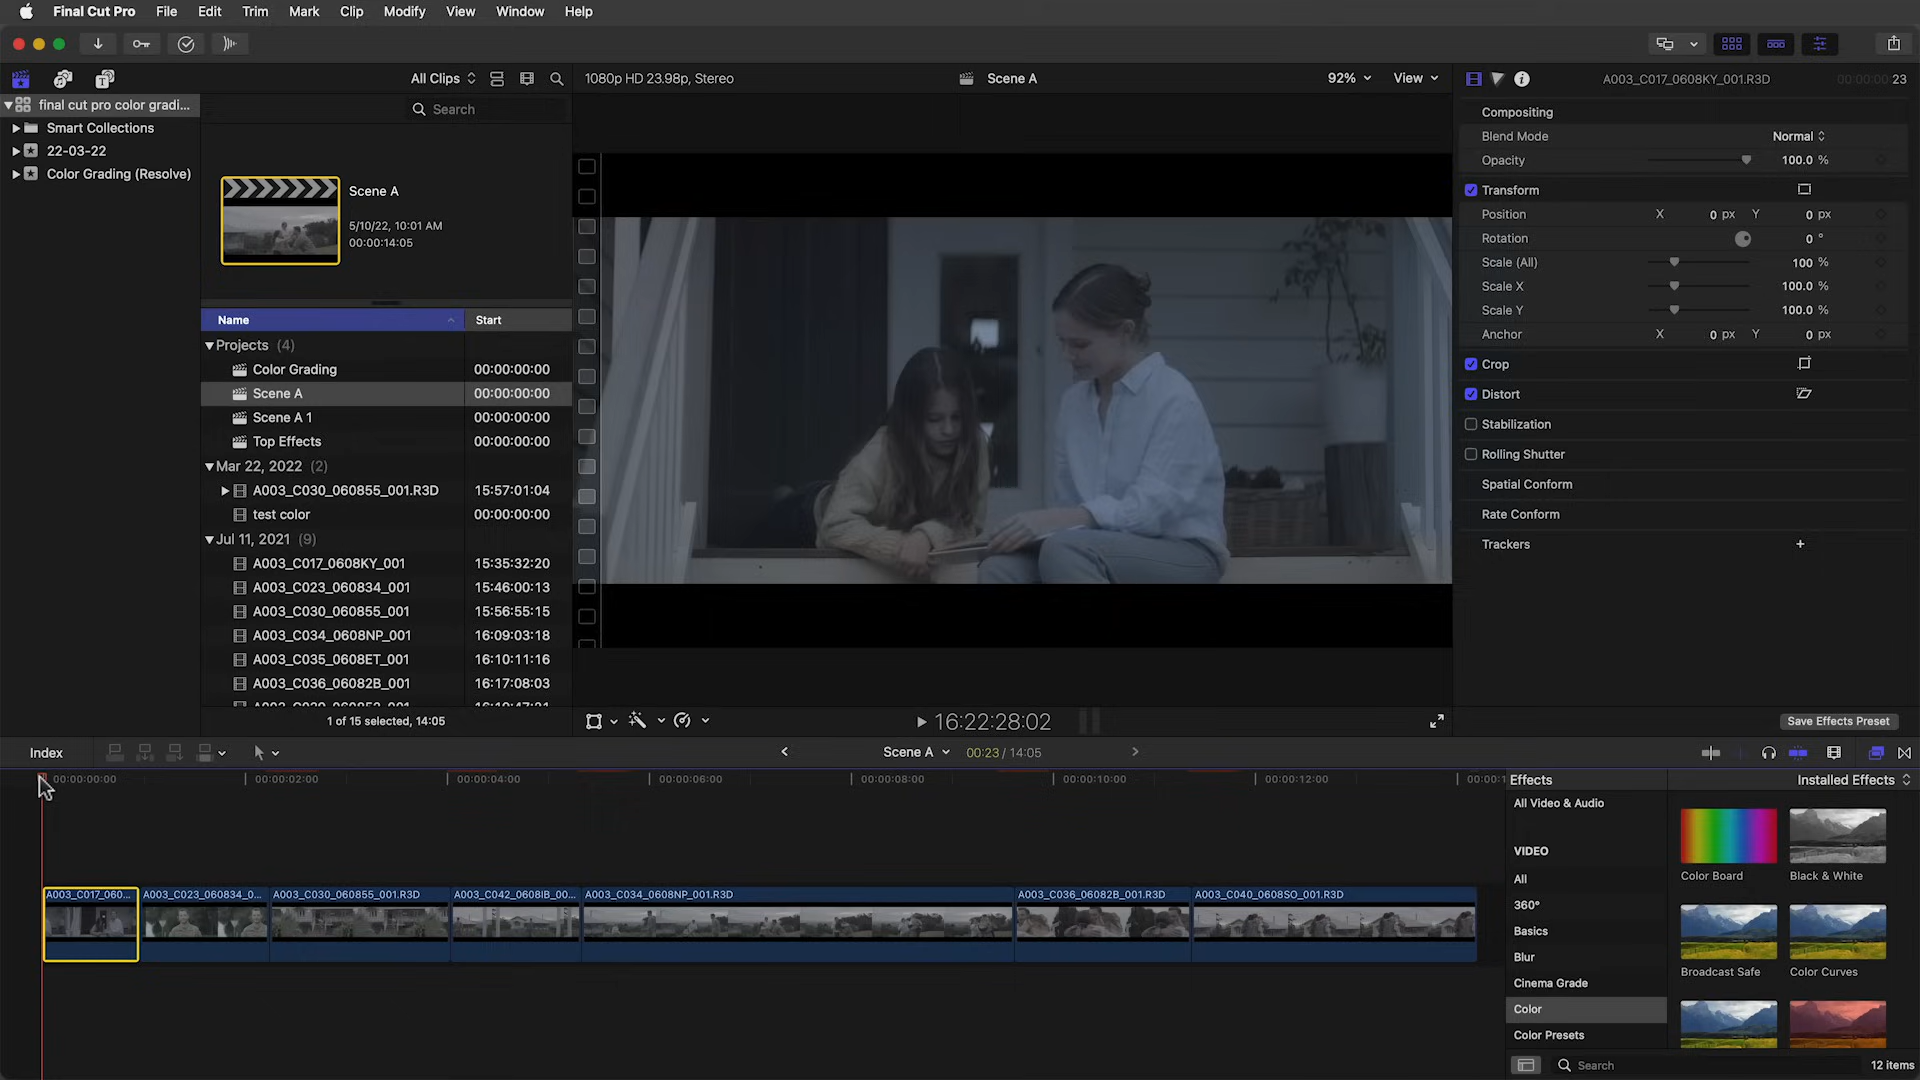 Final Cut Pro File Edit Trim Mark Clip Modify View Window Help
All Clips
1080p HD 23.98p, Stereo
Scene A
92%
View
A003_C017_0608KY_001.R3D
00:00:00:00 23
final cut pro color gradi...
Search
Smart Collections
22-03-22
Color Grading (Resolve)
Scene A
5/10/22, 10:01 AM
00:00:14:05
Name Start
Projects (4)
Color Grading 00:00:00:00
Scene A 00:00:00:00
Scene A 1 00:00:00:00
Top Effects 00:00:00:00
Mar 22, 2022 (2)
A003_C030_060855_001.R3D 15:57:01:04
test color 00:00:00:00
Jul 11, 2021 (9)
A003_C017_0608KY_001 15:35:32:20
A003_C023_060834_001 15:46:00:13
A003_C030_060855_001 15:56:55:15
A003_C034_0608NP_001 16:09:03:18
A003_C035_0608ET_001 16:10:11:16
A003_C036_06082B_001 16:17:08:03
1 of 15 selected, 14:05
Compositing
Blend Mode Normal
Opacity 100.0 %
Transform
Position X 0 px Y 0 px
Rotation 0 °
Scale (All) 100 %
Scale X 100.0 %
Scale Y 100.0 %
Anchor X 0 px Y 0 px
Crop
Distort
Stabilization
Rolling Shutter
Spatial Conform
Rate Conform
Trackers +
16:22:28:02
Save Effects Preset
Index
Scene A 00:23 / 14:05
00:00:00:00 00:00:02:00 00:00:04:00 00:00:06:00 00:00:08:00 00:00:10:00 00:00:12:00 00:00:1
A003_C017_060... A003_C023_060834_0... A003_C030_060855_001.R3D A003_C042_0608IB_00... A003_C034_0608NP_001.R3D A003_C036_06082B_001.R3D A003_C040_0608SO_001.R3D
Effects Installed Effects
All Video & Audio
VIDEO
All
360°
Basics
Blur
Cinema Grade
Color
Color Presets
Color Board Black & White
Broadcast Safe Color Curves
Search
12 items